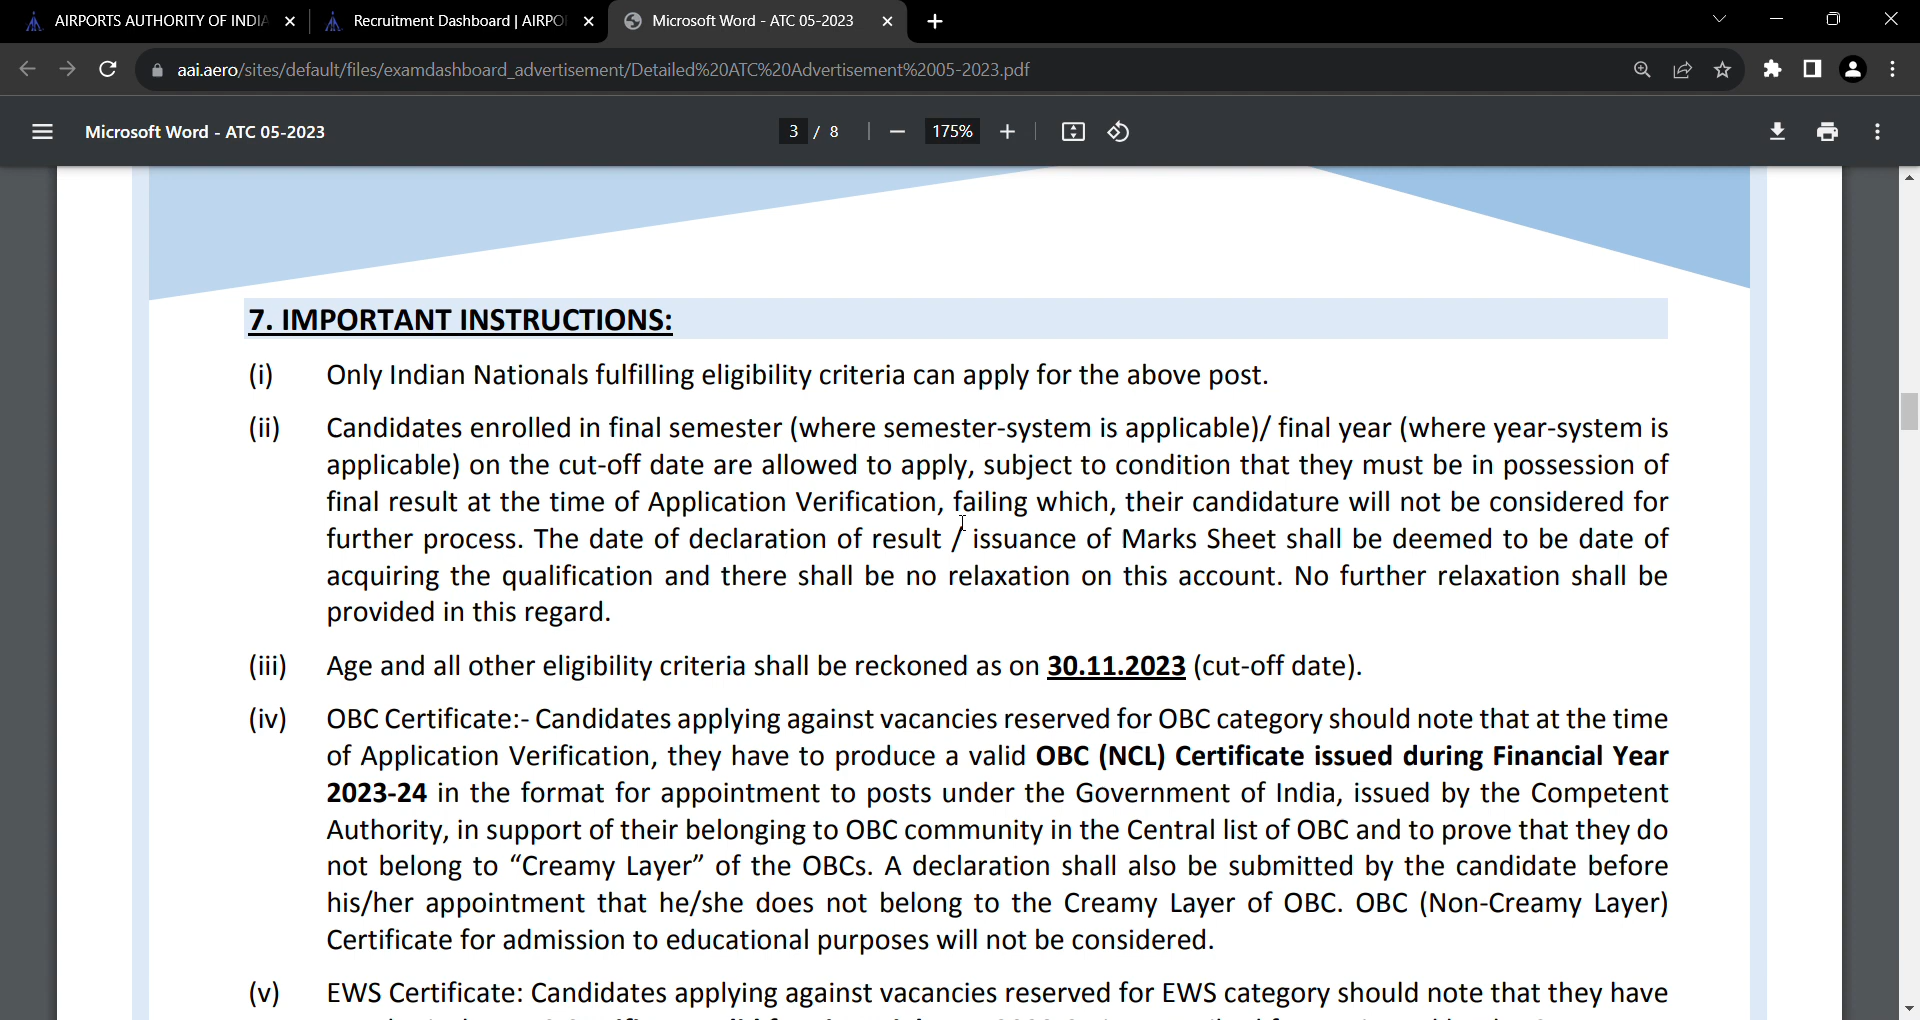 AIRPORTS AUTHORITY OF INDIA
Recruitment Dashboard | AIRPO
Microsoft Word - ATC 05-2023
aai.aero/sites/default/files/examdashboard_advertisement/Detailed%20ATC%20Advertisement%2005-2023.pdf
Microsoft Word - ATC 05-2023
3 / 8
175%
7. IMPORTANT INSTRUCTIONS:
(i) Only Indian Nationals fulfilling eligibility criteria can apply for the above post.
(ii) Candidates enrolled in final semester (where semester-system is applicable)/ final year (where year-system is
applicable) on the cut-off date are allowed to apply, subject to condition that they must be in possession of
final result at the time of Application Verification, failing which, their candidature will not be considered for
further process. The date of declaration of result / issuance of Marks Sheet shall be deemed to be date of
acquiring the qualification and there shall be no relaxation on this account. No further relaxation shall be
provided in this regard.
(iii) Age and all other eligibility criteria shall be reckoned as on 30.11.2023 (cut-off date).
(iv) OBC Certificate:- Candidates applying against vacancies reserved for OBC category should note that at the time
of Application Verification, they have to produce a valid OBC (NCL) Certificate issued during Financial Year
2023-24 in the format for appointment to posts under the Government of India, issued by the Competent
Authority, in support of their belonging to OBC community in the Central list of OBC and to prove that they do
not belong to “Creamy Layer” of the OBCs. A declaration shall also be submitted by the candidate before
his/her appointment that he/she does not belong to the Creamy Layer of OBC. OBC (Non-Creamy Layer)
Certificate for admission to educational purposes will not be considered.
(v) EWS Certificate: Candidates applying against vacancies reserved for EWS category should note that they have